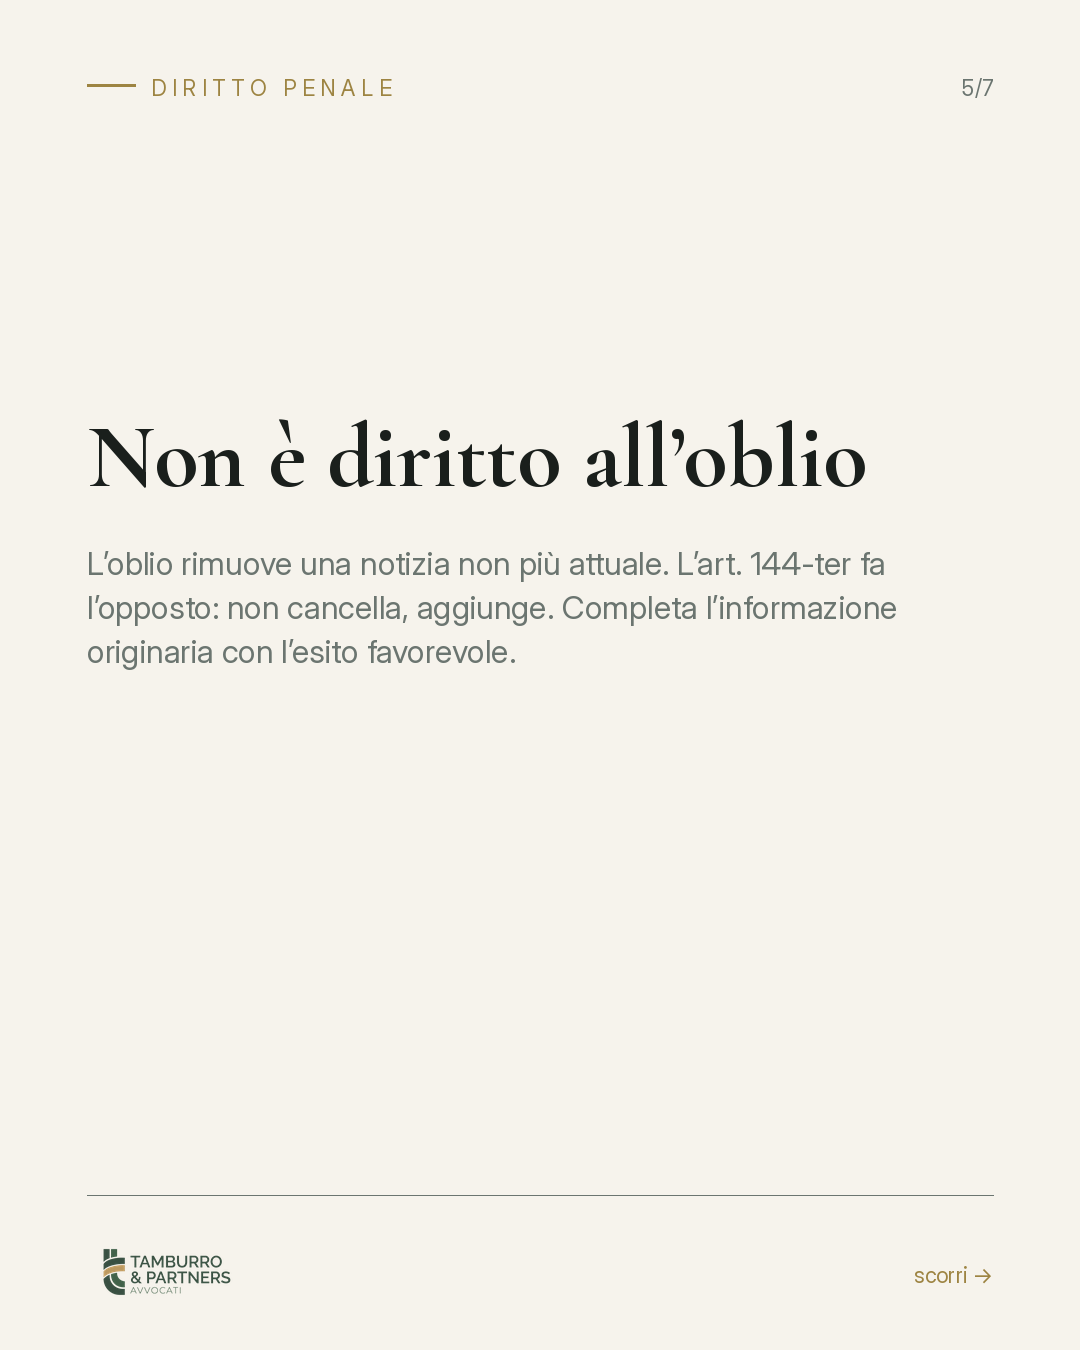 DIRITTO PENALE
5/7
Non è diritto all’oblio
L’oblio rimuove una notizia non più attuale. L’art. 144-ter fa
l’opposto: non cancella, aggiunge. Completa l’informazione
originaria con l’esito favorevole.
TAMBURRO
& PARTNERS
AVVOCATI
scorri →